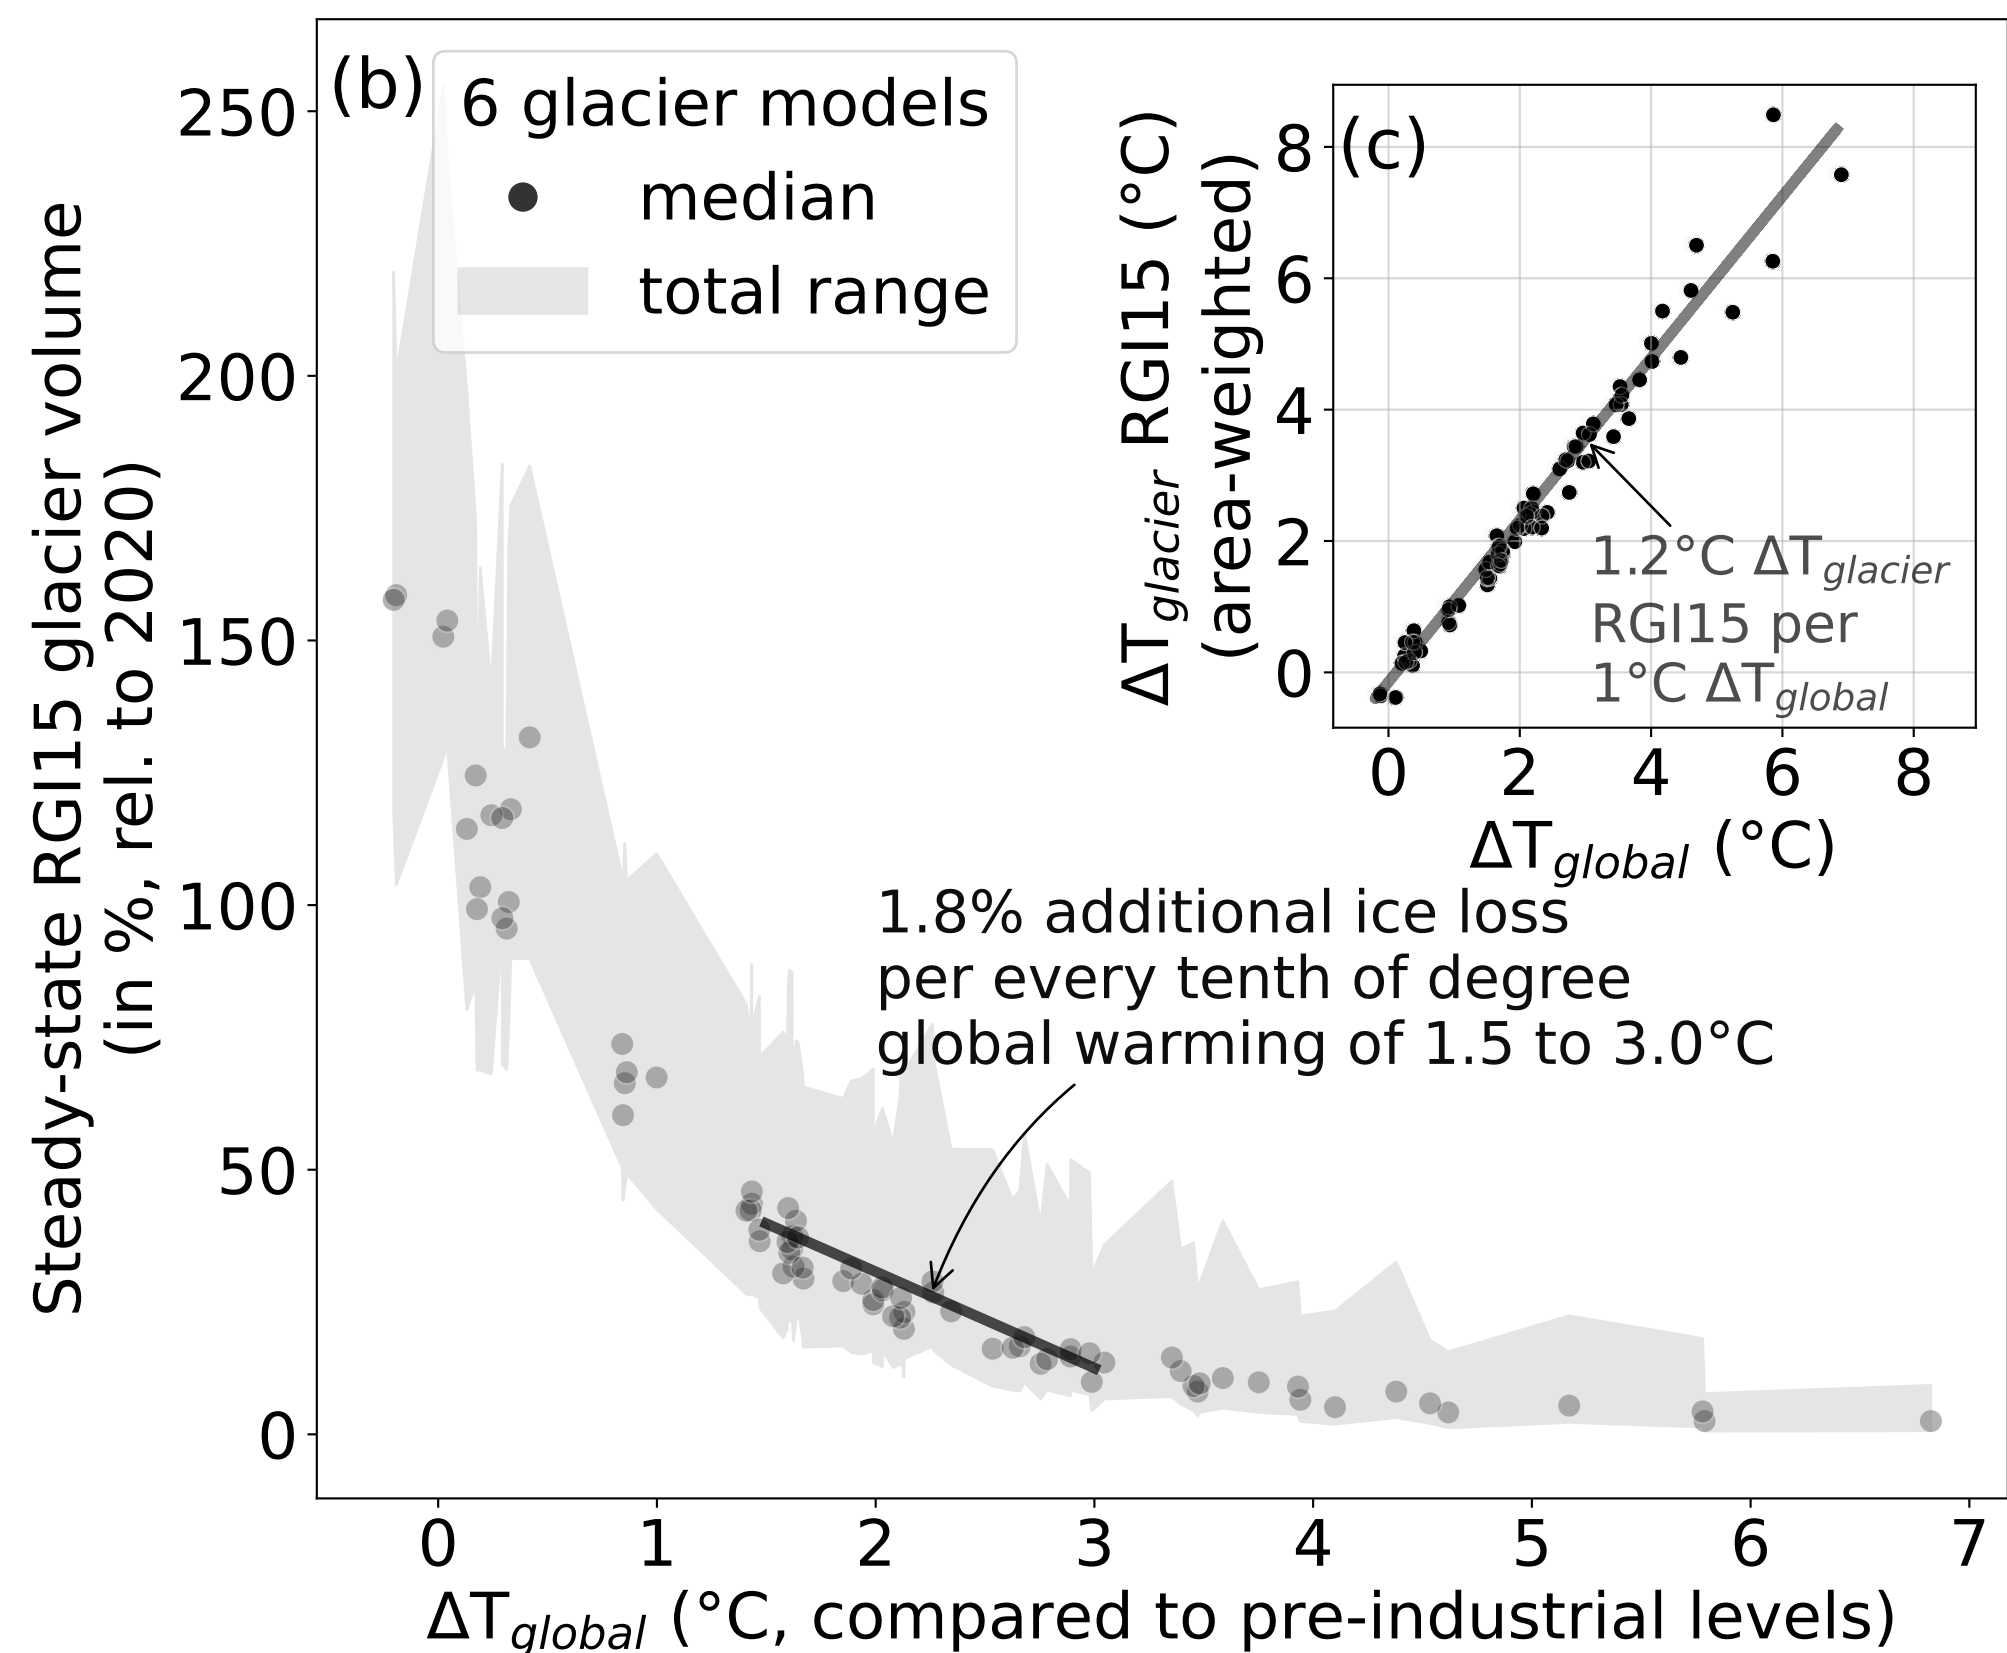 (b)
6 glacier models
median
total range
Steady-state RGI15 glacier volume
(in %, rel. to 2020)
250
200
150
100
50
0
0 1 2 3 4 5 6 7
ΔTglobal (°C, compared to pre-industrial levels)
1.8% additional ice loss
per every tenth of degree
global warming of 1.5 to 3.0°C
(c)
ΔTglacier RGI15 (°C)
(area-weighted)
8
6
4
2
0
1.2°C ΔTglacier
RGI15 per
1°C ΔTglobal
0 2 4 6 8
ΔTglobal (°C)